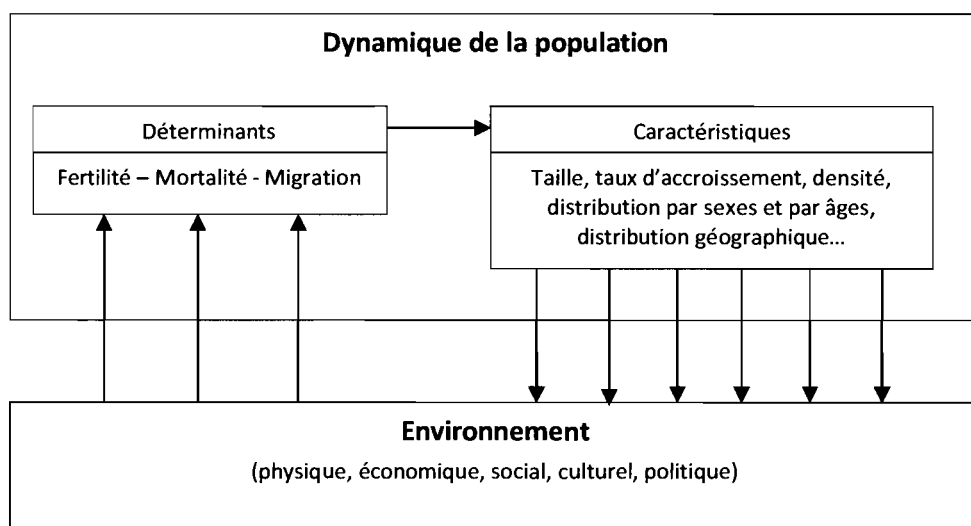 Dynamique de la population
Déterminants
Fertilité – Mortalité - Migration
Caractéristiques
Taille, taux d'accroissement, densité,
distribution par sexes et par âges,
distribution géographique...
Environnement
(physique, économique, social, culturel, politique)